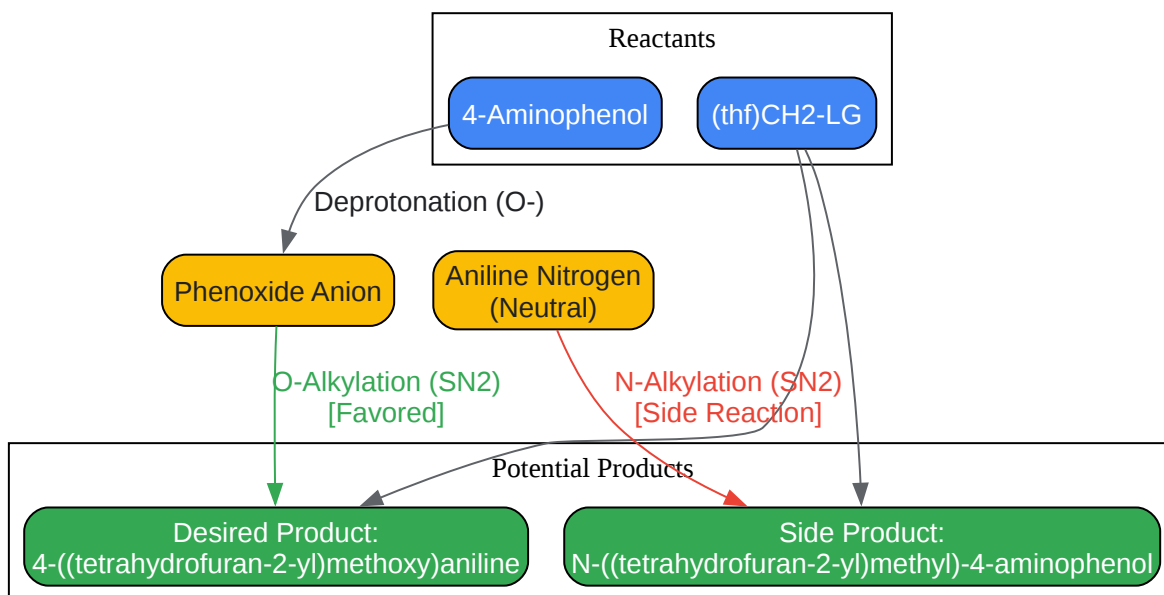 Reactants
4-Aminophenol
(thf)CH2-LG
Deprotonation (O-)
Phenoxide Anion
Aniline Nitrogen
(Neutral)
O-Alkylation (SN2)
[Favored]
N-Alkylation (SN2)
[Side Reaction]
Potential Products
Desired Product:
4-((tetrahydrofuran-2-yl)methoxy)aniline
Side Product:
N-((tetrahydrofuran-2-yl)methyl)-4-aminophenol